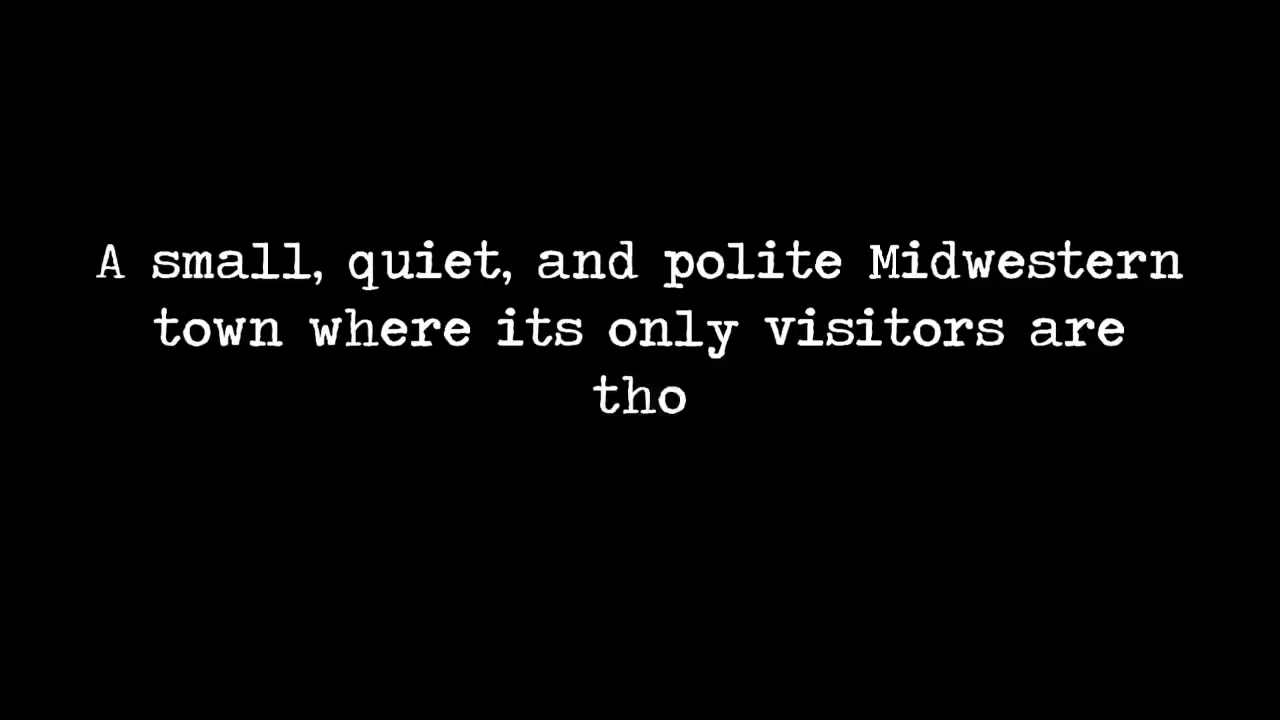 A small, quiet, and polite Midwestern
town where its only visitors are
tho